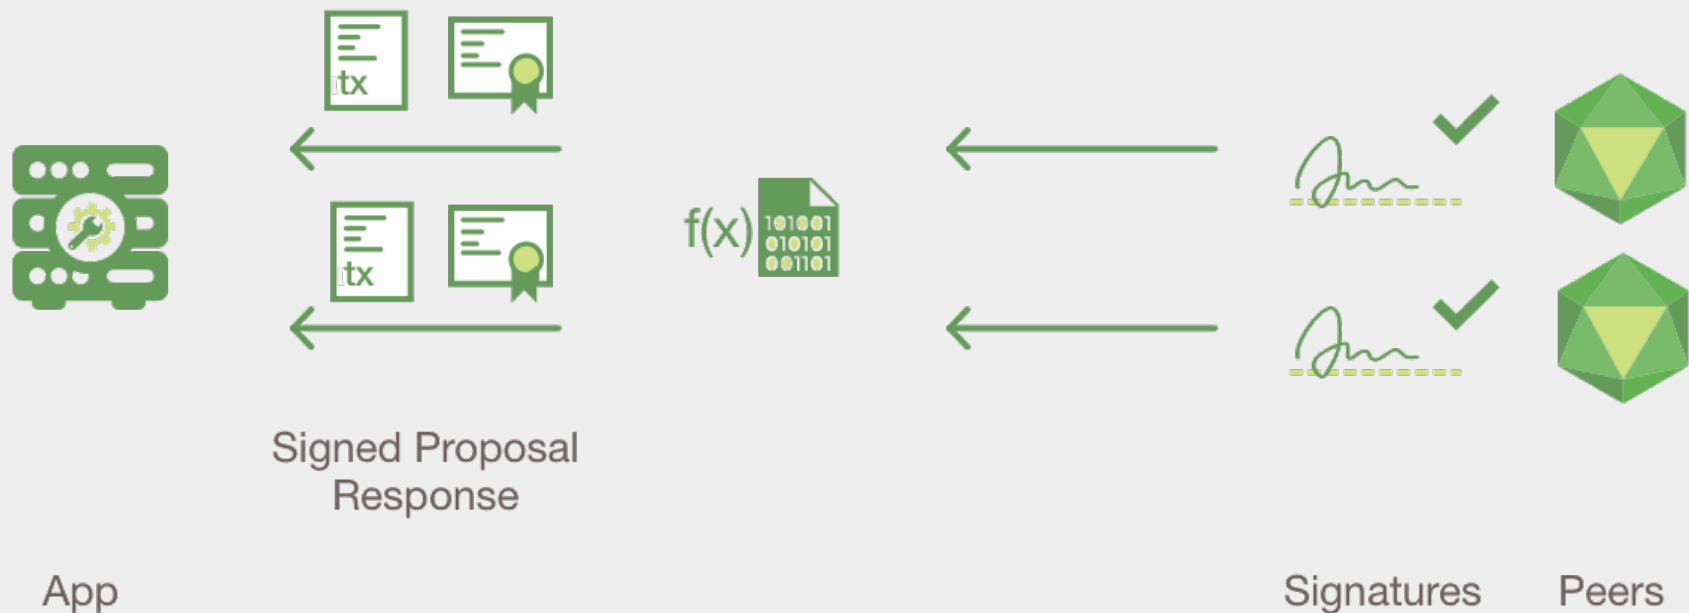 tx
tx
f(x)
101001
010101
001101
Signed Proposal
Response
App
Signatures
Peers